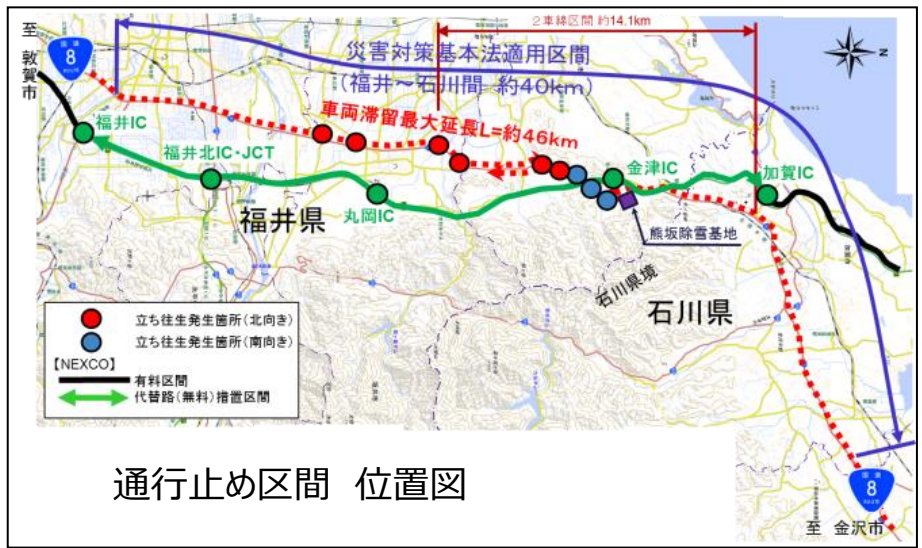 2車線区間 約14.1km
至 敦賀市
国道
8
災害対策基本法適用区間
(福井~石川間 約40km)
車両滞留最大延長L=約46km
福井IC
福井北IC・JCT
丸岡IC
金津IC
加賀IC
熊坂除雪基地
福井県
石川県境
石川県
N
立ち往生発生箇所(北向き)
立ち往生発生箇所(南向き)
【NEXCO】
有料区間
代替路(無料)措置区間
通行止め区間 位置図
国道
8
至 金沢市